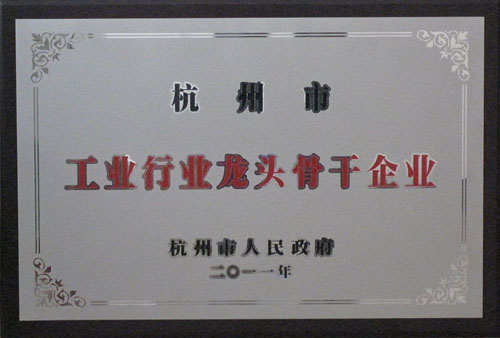 杭州市
工业行业龙头骨干企业
杭州市人民政府
二〇一一年